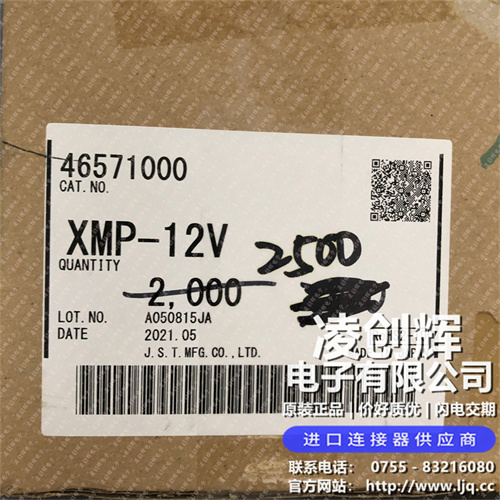 46571000
CAT. NO.
XMP-12V
QUANTITY
2,000
2500
LOT. NO. A050815JA
DATE 2021.05
J.S.T.MFG.CO.,LTD.
凌创辉
电子有限公司
原装正品 | 价好质优 | 闪电交期
进口连接器供应商
联系电话: 0755 - 83216080
官方网站: http://www.ljq.cc